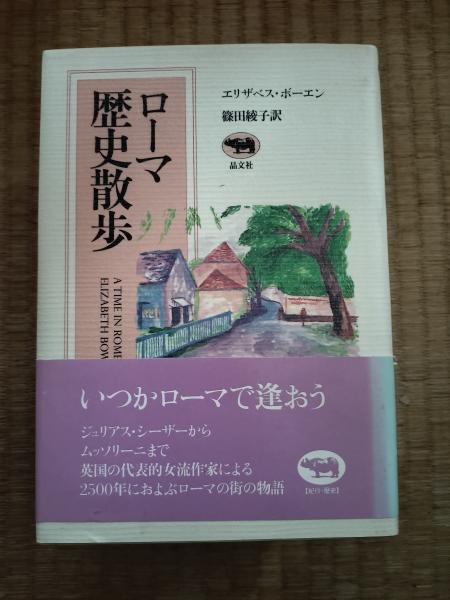 ローマ
歴史散歩
A TIME IN ROME
ELIZABETH BOW
エリザベス・ボーエン
篠田綾子訳
晶文社
いつかローマで逢おう
ジュリアス・シーザーから
ムッソリーニまで
英国の代表的女流作家による
2500年におよぶローマの街の物語
【紀行・歴史】